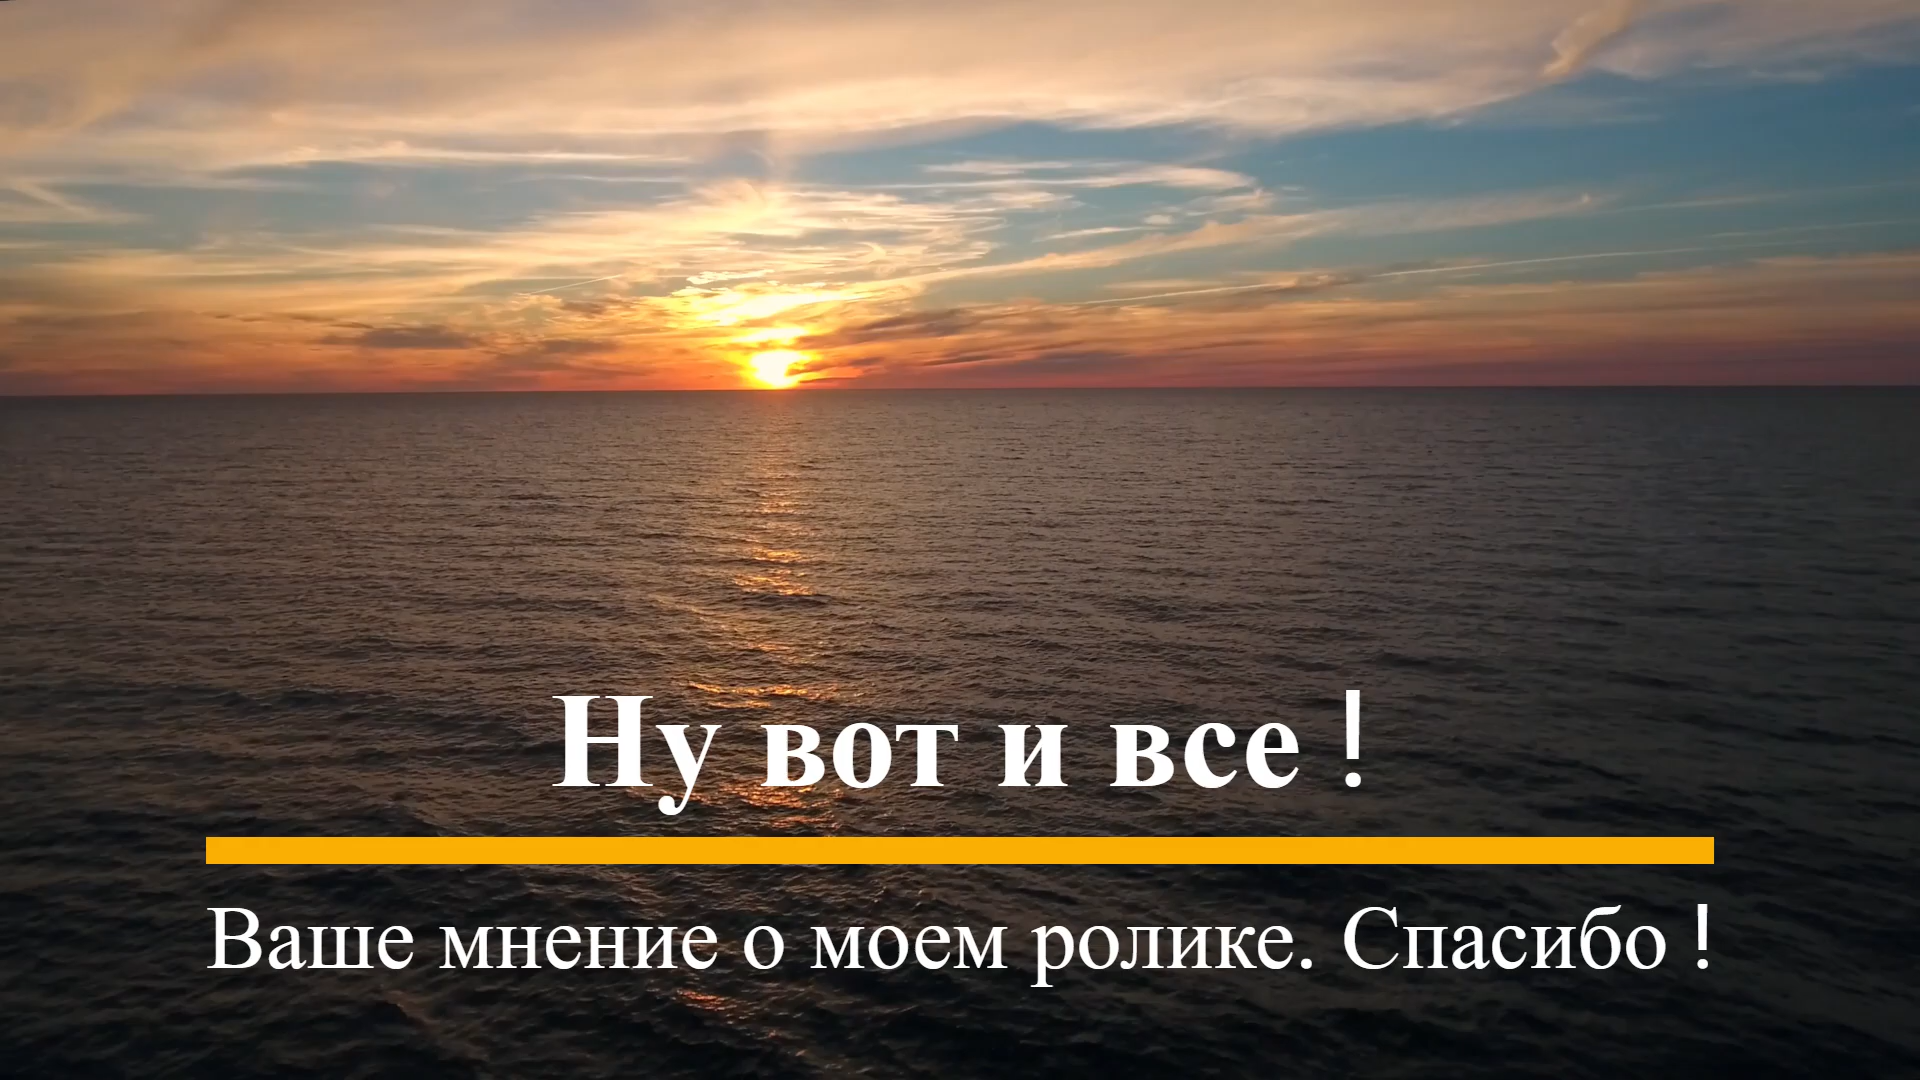 Ну вот и все !
Ваше мнение о моем ролике. Спасибо !